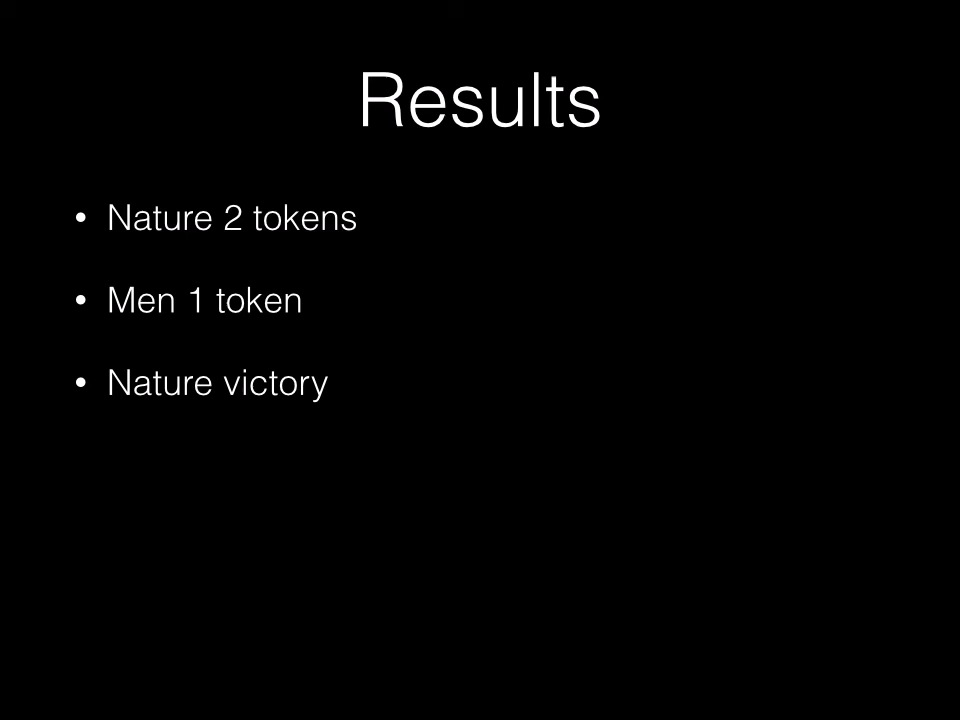 Results
• Nature 2 tokens
• Men 1 token
• Nature victory